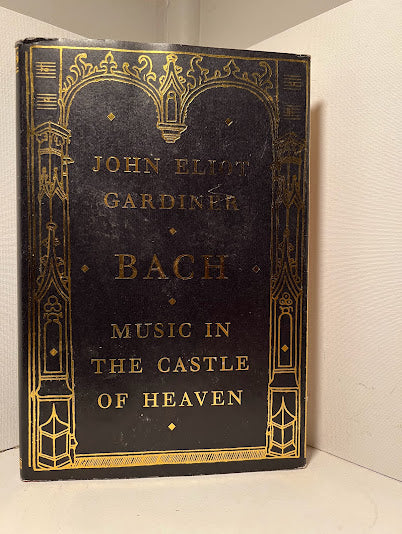 JOHN ELIOT
GARDINER
BACH
MUSIC IN
THE CASTLE
OF HEAVEN